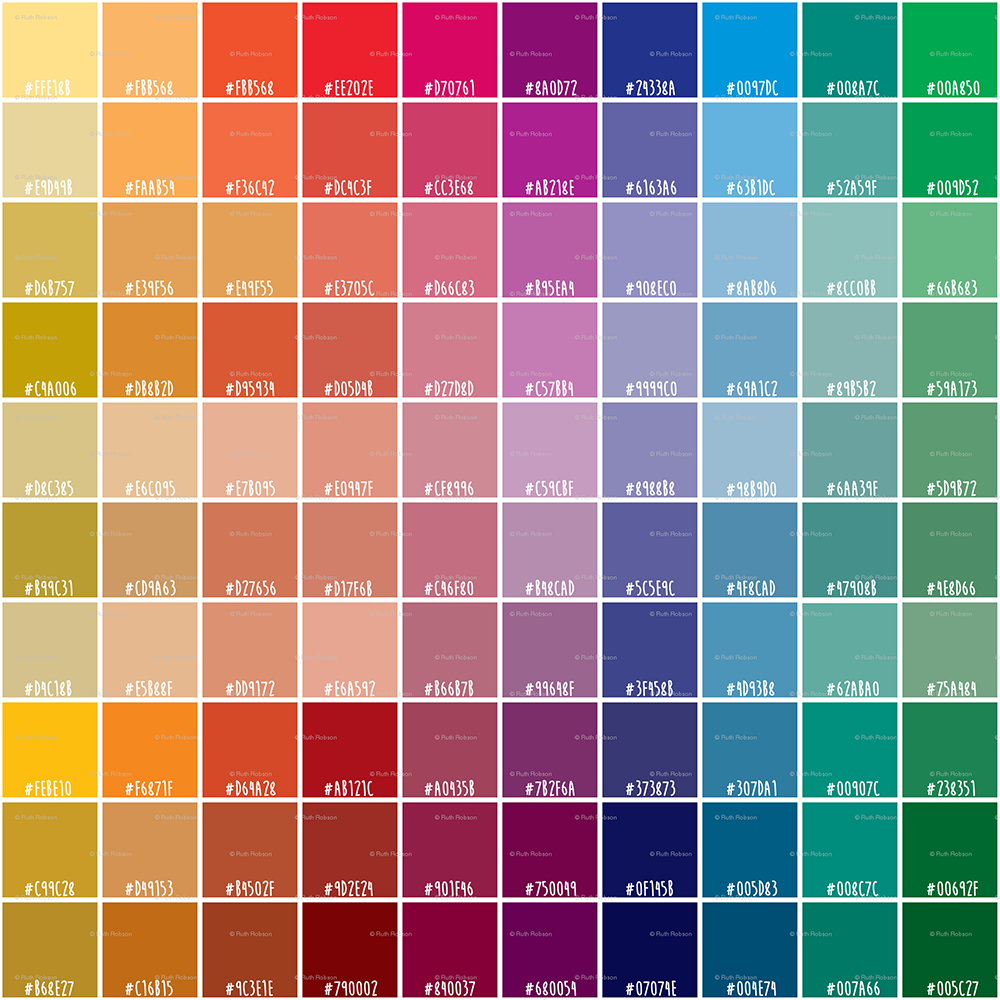 #FFE18B #FBB568 #FBB568 #EE202E #D70761 #8A0D72 #24338A #0097DC #008A7C #00A850
#E9D49B #FAAB54 #F36C42 #DC4C3F #CC3E68 #AB218E #6163A6 #63B1DC #52A59F #009D52
#D6B757 #E39F56 #E49F55 #E3705C #D66C83 #B95EA4 #908EC0 #8AB8D6 #8CC0BB #66B683
#C4A006 #DB8B2D #D95934 #D05D4B #D27D8D #C57BB4 #9999C0 #69A1C2 #89B5B2 #59A173
#D8C385 #E6C095 #E7B095 #E0947F #CF8996 #C59CBF #8988B8 #98B9D0 #6AA39F #5D9B72
#B99C31 #CD9A63 #D27656 #D17F6B #C46F80 #B48CAD #5C5E9C #4F8CAD #47908B #4E8D66
#D4C18B #E5B88F #DD9172 #E6A592 #B66B7B #99648F #3F458B #4D93B8 #62ABA0 #75A484
#FEBE10 #F6871F #D64A28 #AB121C #A0435B #7B2F6A #373873 #307DA1 #00907C #238351
#C99C28 #D49153 #B4502F #9D2E24 #901F46 #750049 #0F145B #005D83 #008C7C #00692F
#B68E27 #C16B15 #9C3E1E #790002 #840037 #680054 #07074E #004E74 #007A66 #005C27
© Ruth Robson